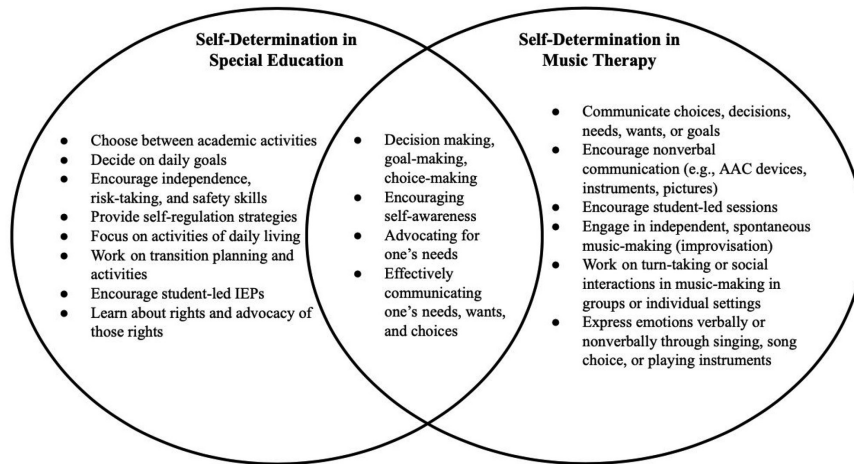 Self-Determination in
Special Education
● Choose between academic activities
● Decide on daily goals
● Encourage independence,
risk-taking, and safety skills
● Provide self-regulation strategies
● Focus on activities of daily living
● Work on transition planning and
activities
● Encourage student-led IEPs
● Learn about rights and advocacy of
those rights
● Decision making,
goal-making,
choice-making
● Encouraging
self-awareness
● Advocating for
one's needs
● Effectively
communicating
one's needs, wants,
and choices
Self-Determination in
Music Therapy
● Communicate choices, decisions,
needs, wants, or goals
● Encourage nonverbal
communication (e.g., AAC devices,
instruments, pictures)
● Encourage student-led sessions
● Engage in independent, spontaneous
music-making (improvisation)
● Work on turn-taking or social
interactions in music-making in
groups or individual settings
● Express emotions verbally or
nonverbally through singing, song
choice, or playing instruments